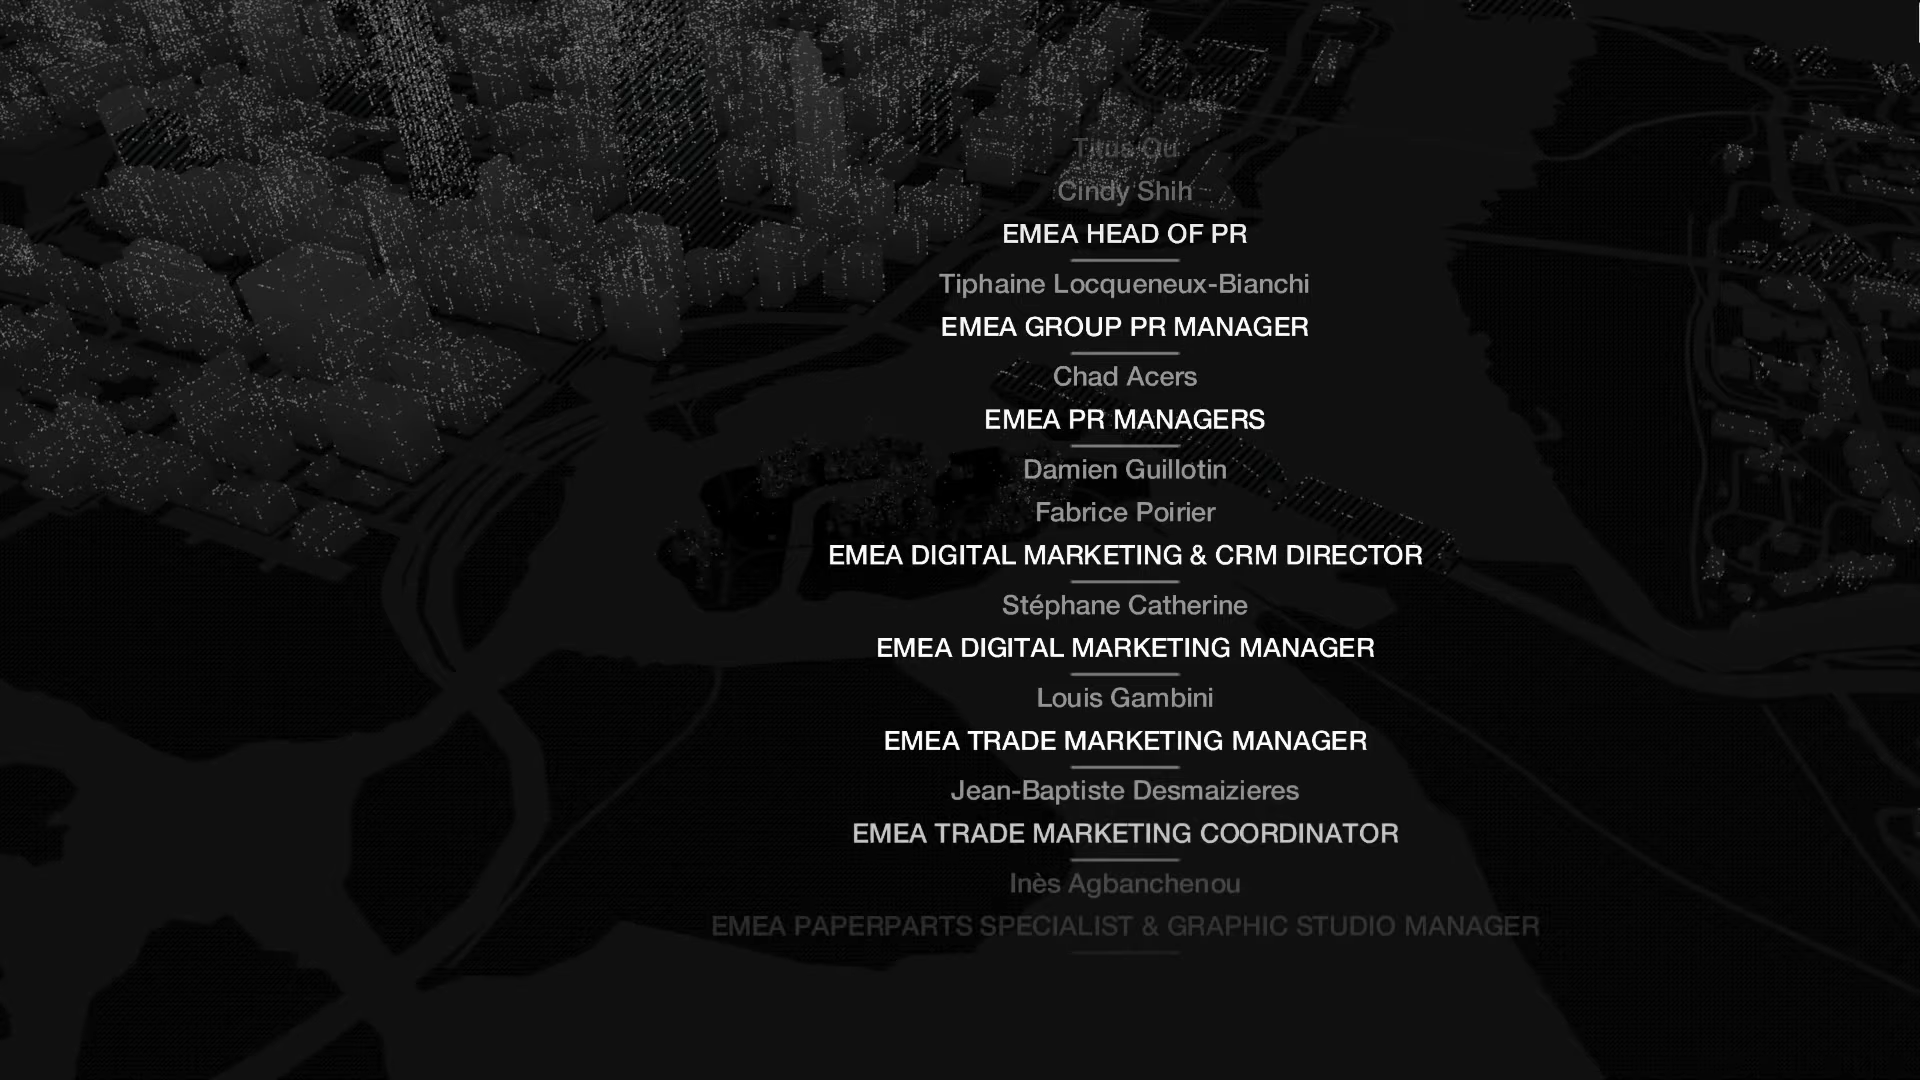 Titus Qu
Cindy Shih
EMEA HEAD OF PR
Tiphaine Locqueneux-Bianchi
EMEA GROUP PR MANAGER
Chad Acers
EMEA PR MANAGERS
Damien Guillotin
Fabrice Poirier
EMEA DIGITAL MARKETING & CRM DIRECTOR
Stéphane Catherine
EMEA DIGITAL MARKETING MANAGER
Louis Gambini
EMEA TRADE MARKETING MANAGER
Jean-Baptiste Desmaizieres
EMEA TRADE MARKETING COORDINATOR
Inès Agbanchenou
EMEA PAPERPARTS SPECIALIST & GRAPHIC STUDIO MANAGER